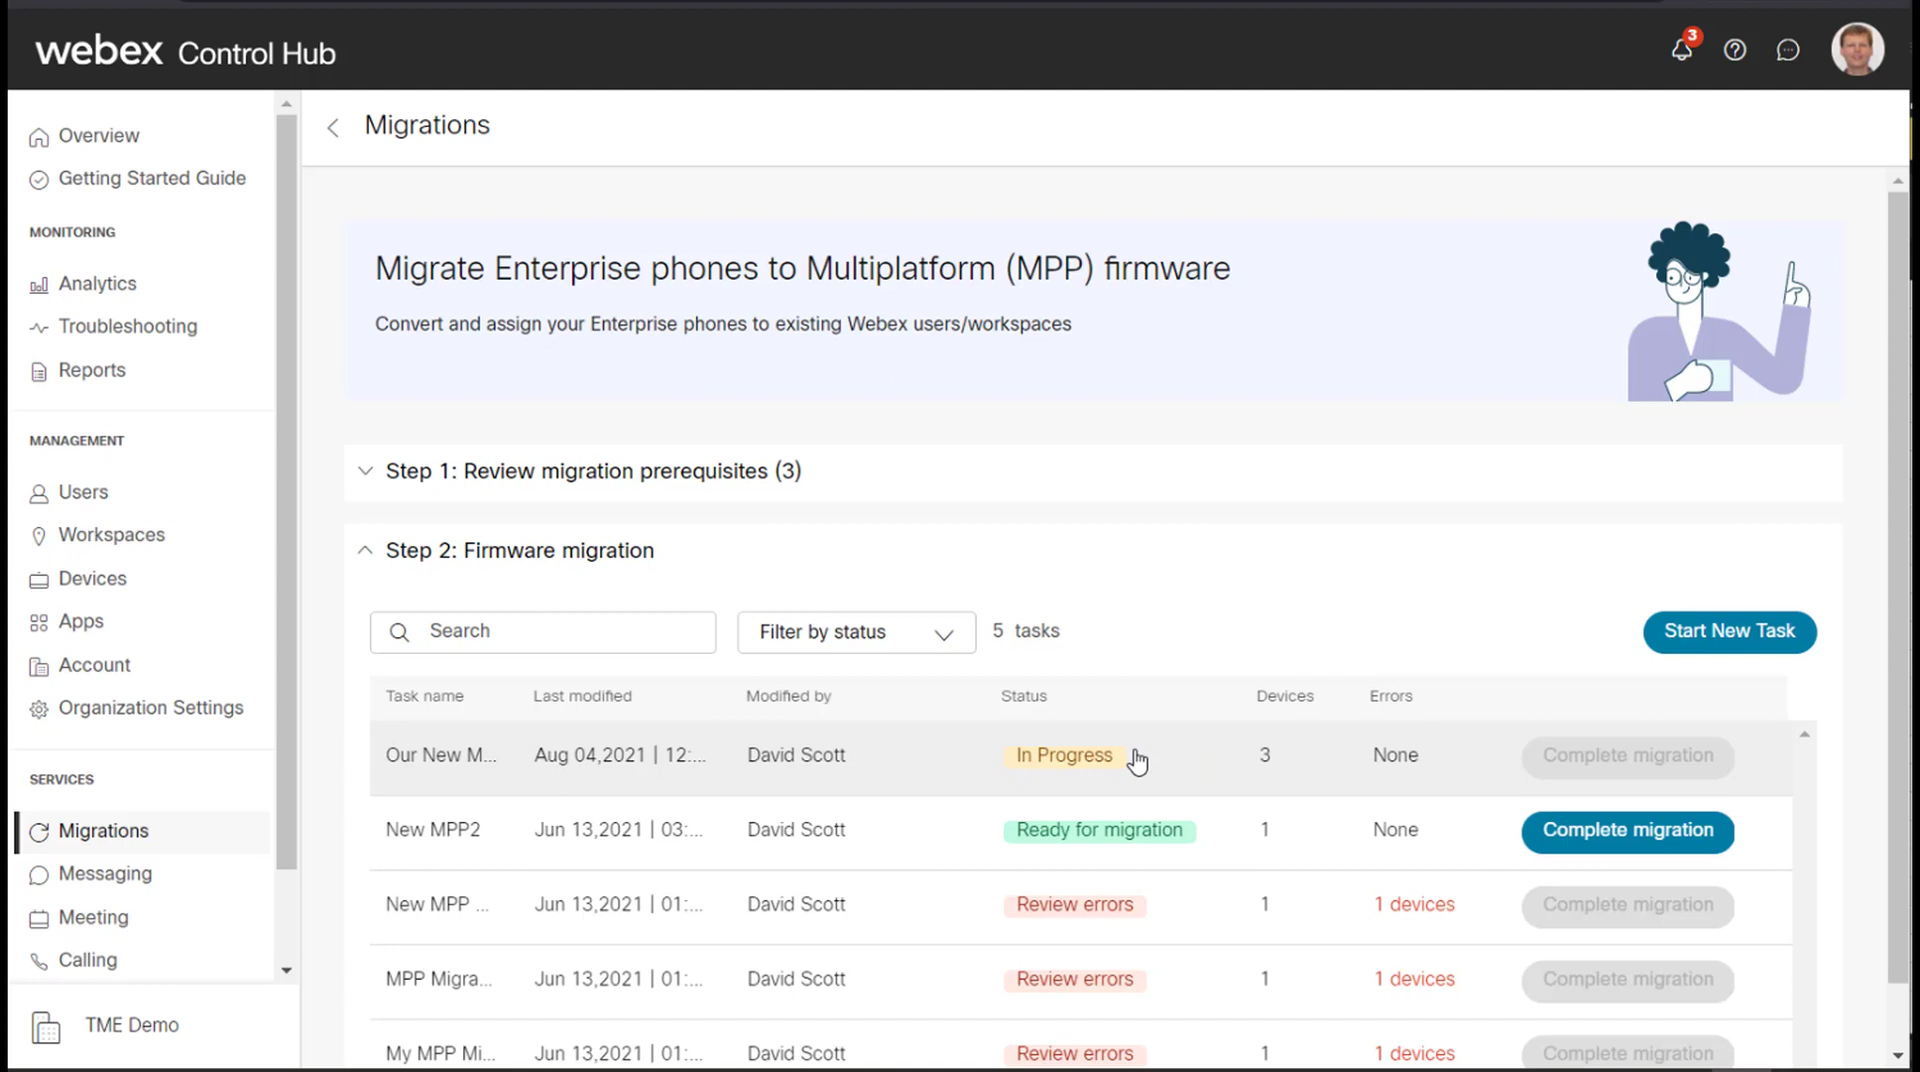 webex Control Hub
3
Overview
Getting Started Guide
MONITORING
Analytics
Troubleshooting
Reports
MANAGEMENT
Users
Workspaces
Devices
Apps
Account
Organization Settings
SERVICES
Migrations
Messaging
Meeting
Calling
TME Demo
Migrations
Migrate Enterprise phones to Multiplatform (MPP) firmware
Convert and assign your Enterprise phones to existing Webex users/workspaces
Step 1: Review migration prerequisites (3)
Step 2: Firmware migration
Search Filter by status 5 tasks Start New Task
Task name Last modified Modified by Status Devices Errors
Our New M... Aug 04,2021 | 12:... David Scott In Progress 3 None Complete migration
New MPP2 Jun 13,2021 | 03:... David Scott Ready for migration 1 None Complete migration
New MPP ... Jun 13,2021 | 01:... David Scott Review errors 1 1 devices Complete migration
MPP Migra... Jun 13,2021 | 01:... David Scott Review errors 1 1 devices Complete migration
My MPP Mi... Jun 13,2021 | 01:... David Scott Review errors 1 1 devices Complete migration